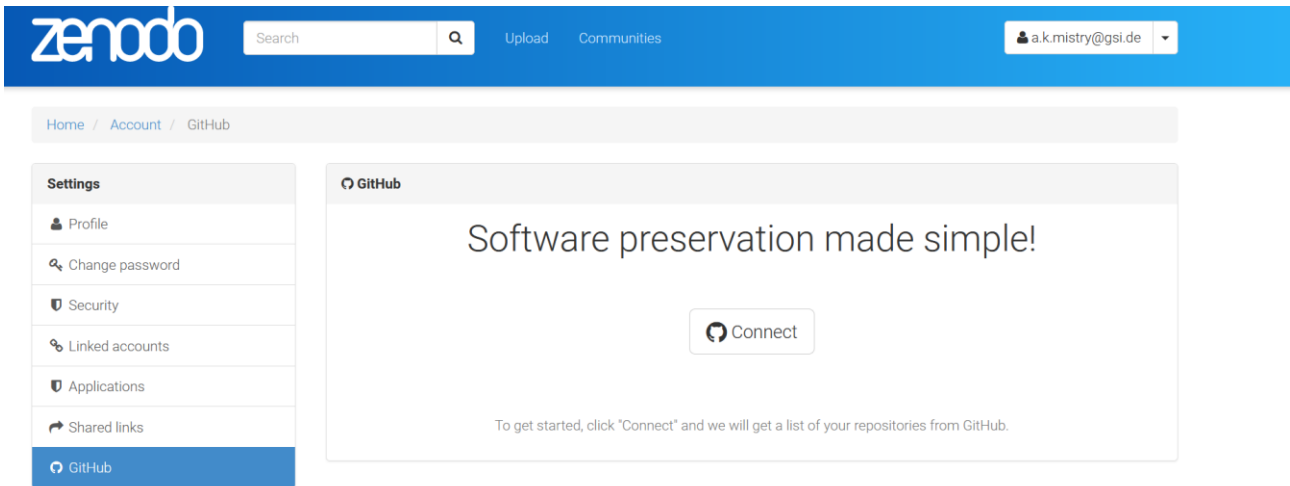 zenodo Search Upload Communities a.k.mistry@gsi.de
Home / Account / GitHub
Settings
Profile
Change password
Security
Linked accounts
Applications
Shared links
GitHub
GitHub
Software preservation made simple!
Connect
To get started, click "Connect" and we will get a list of your repositories from GitHub.